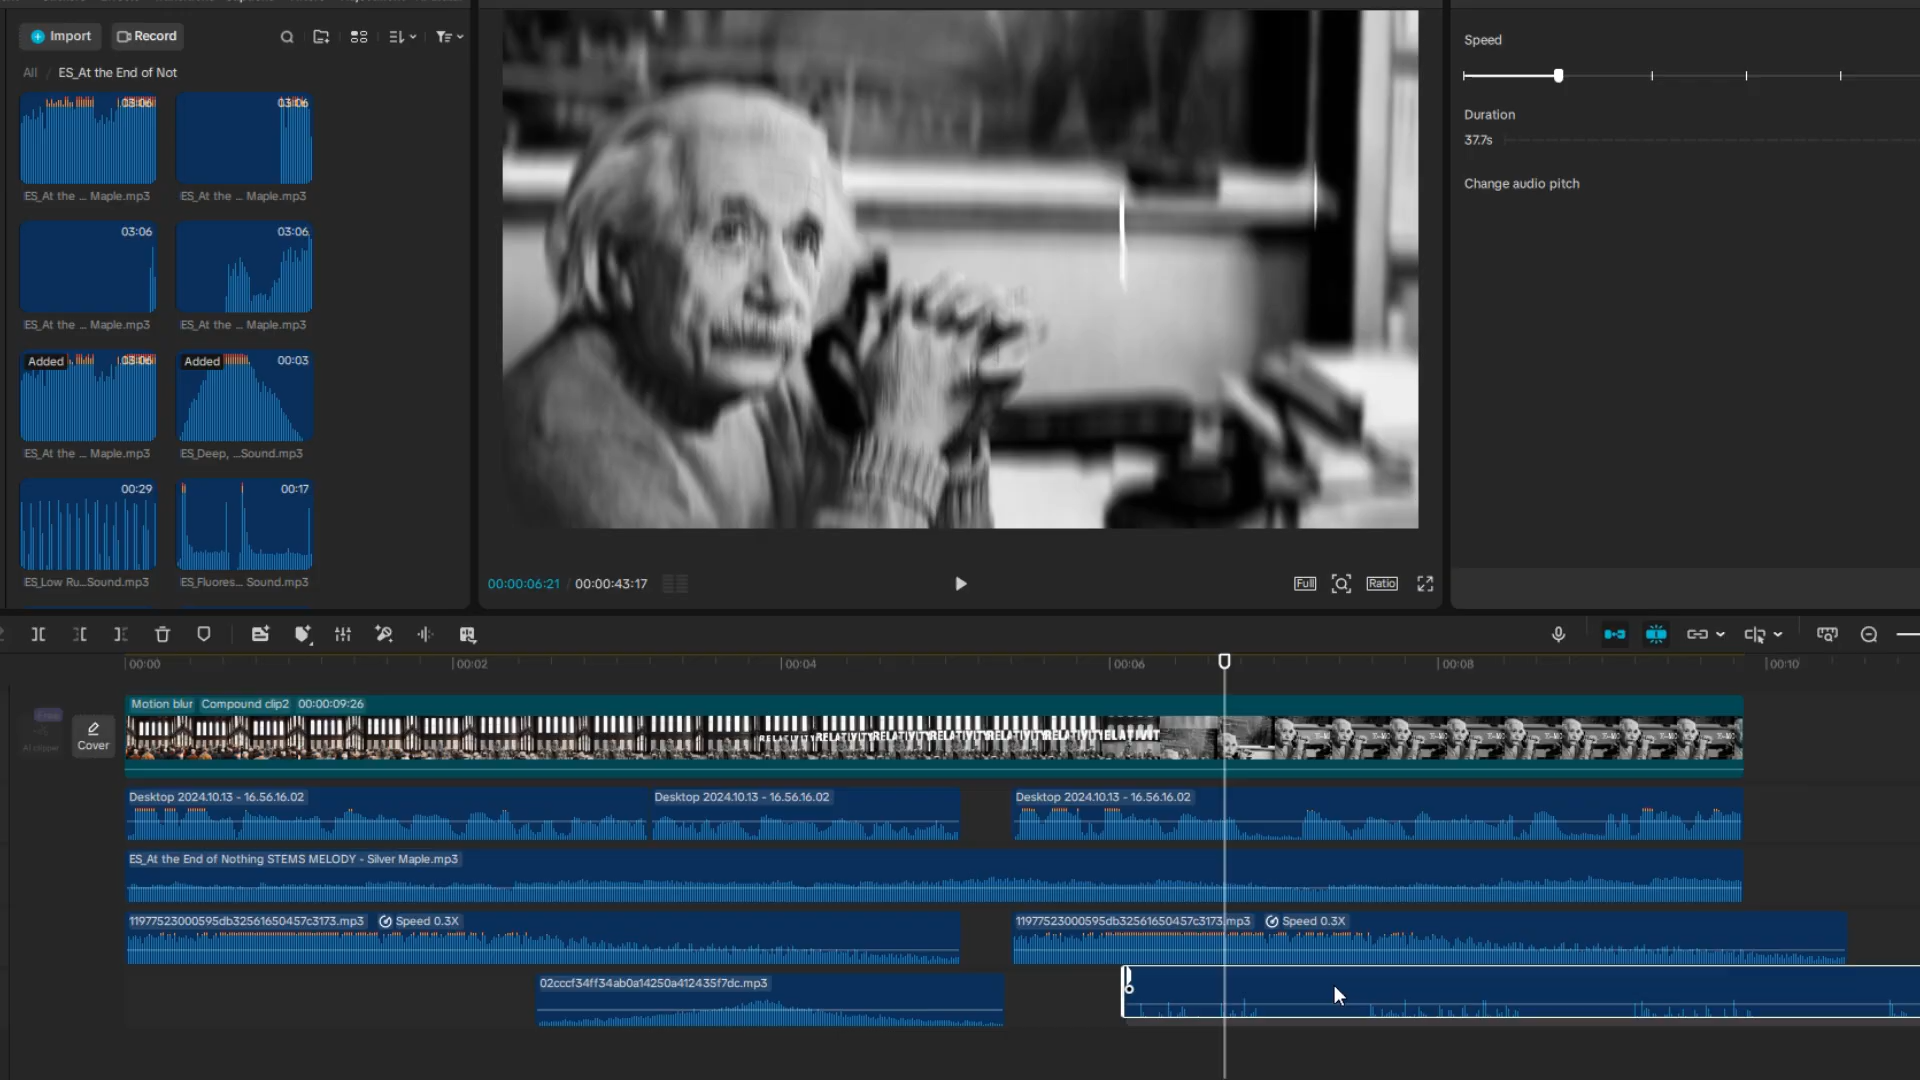 Import
Record
All / ES_At the End of Not
03:06
03:06
ES_At the ... Maple.mp3
ES_At the ... Maple.mp3
03:06
03:06
ES_At the ... Maple.mp3
ES_At the ... Maple.mp3
Added
03:06
Added
00:03
ES_At the ... Maple.mp3
ES_Deep, ...Sound.mp3
00:29
00:17
ES_Low Ru...Sound.mp3
ES_Fluores... Sound.mp3
00:00:06:21 / 00:00:43:17
Full
Ratio
Speed
Duration
37.7s
Change audio pitch
00:00
00:02
00:04
00:06
00:08
00:10
Free
AI clipper
Cover
Motion blur Compound clip2 00:00:09:26
RELATIVITY
Desktop 2024.10.13 - 16.56.16.02
Desktop 2024.10.13 - 16.56.16.02
Desktop 2024.10.13 - 16.56.16.02
ES_At the End of Nothing STEMS MELODY - Silver Maple.mp3
11977523000595db32561650457c3173.mp3 Speed 0.3X
11977523000595db32561650457c3173.mp3 Speed 0.3X
02cccf34ff34ab0a14250a412435f7dc.mp3